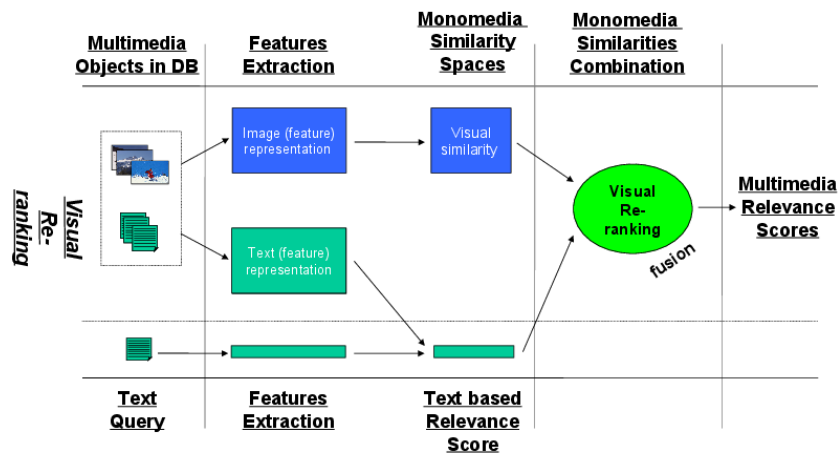 Multimedia
Objects in DB
Features
Extraction
Monomedia
Similarity
Spaces
Monomedia
Similarities
Combination
Visual
Re-
ranking
Image (feature)
representation
Visual
similarity
Text (feature)
representation
Visual
Re-
ranking
fusion
Multimedia
Relevance
Scores
Text
Query
Features
Extraction
Text based
Relevance
Score